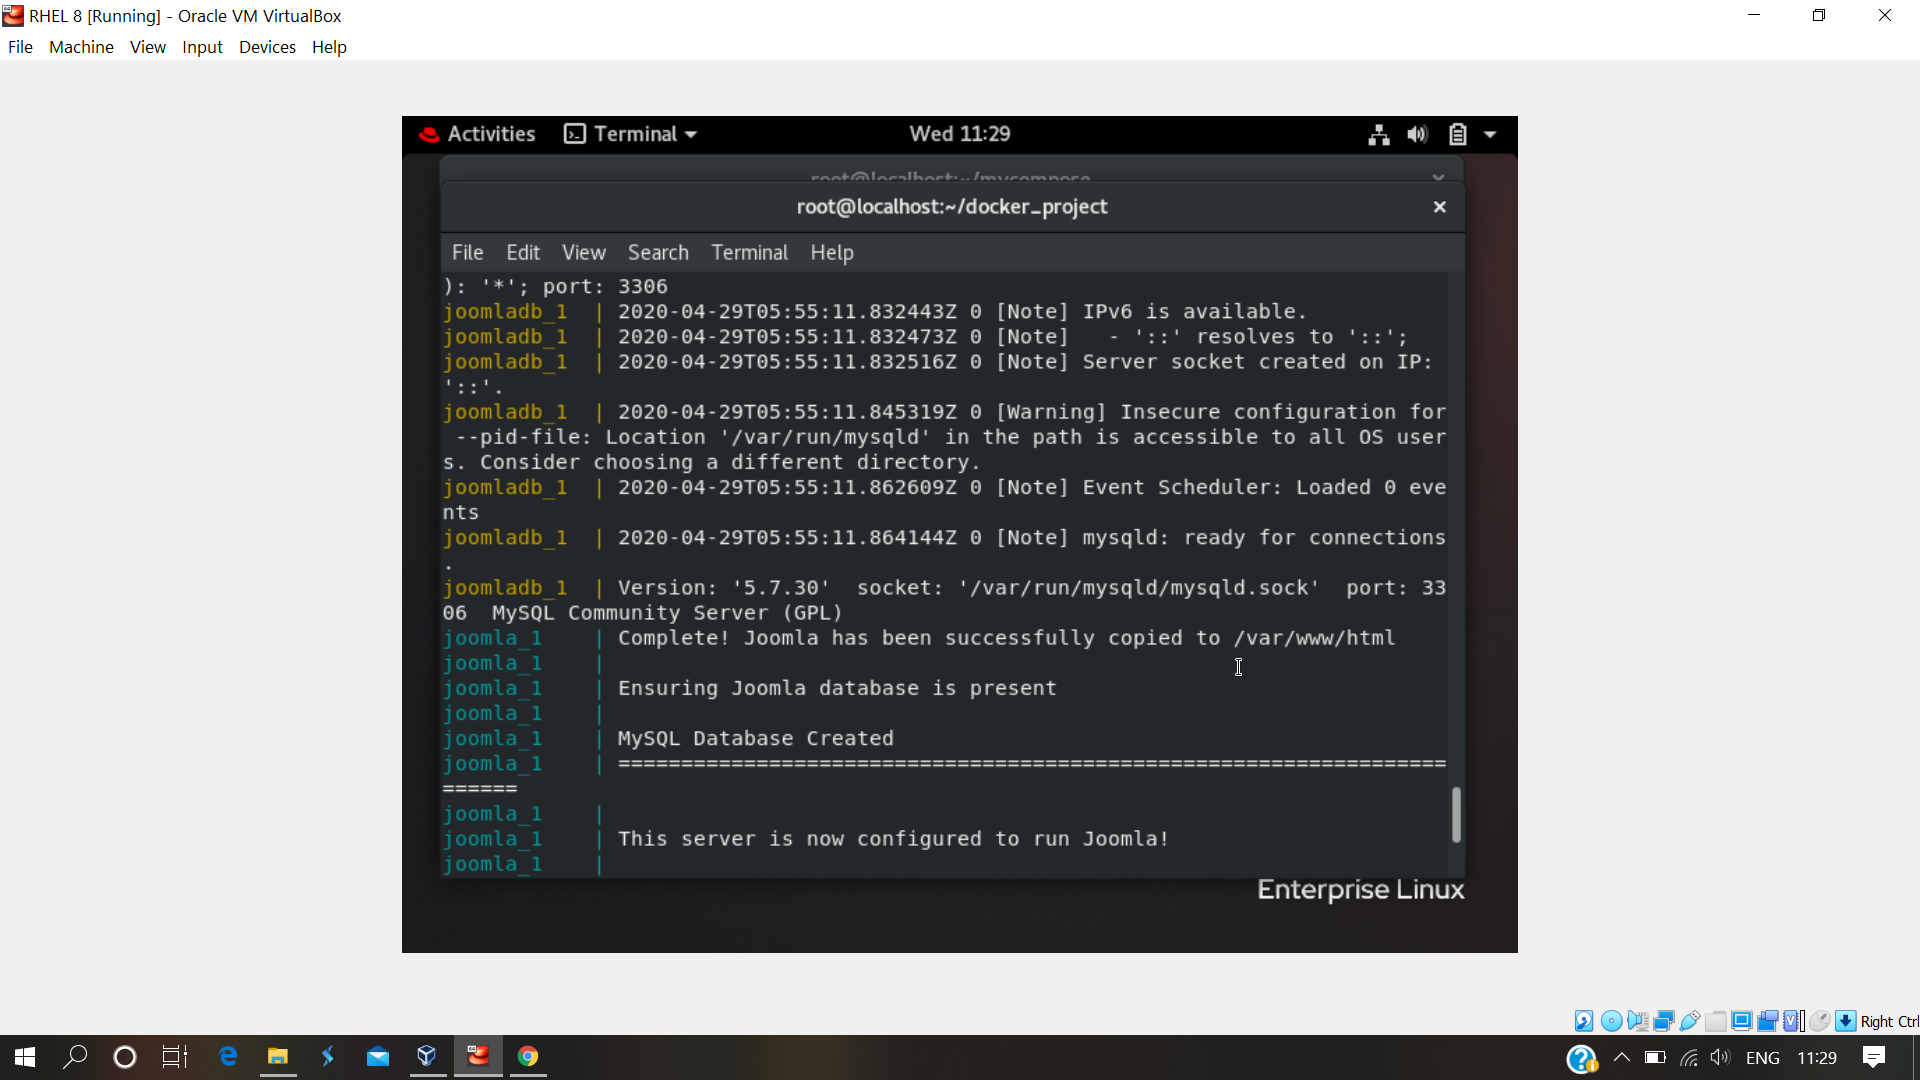 RHEL 8 [Running] - Oracle VM VirtualBox
File Machine View Input Devices Help
Activities Terminal Wed 11:29
root@localhost:~/mycompose
root@localhost:~/docker_project
File Edit View Search Terminal Help
): '*'; port: 3306
joomladb_1 | 2020-04-29T05:55:11.832443Z 0 [Note] IPv6 is available.
joomladb_1 | 2020-04-29T05:55:11.832473Z 0 [Note]   - '::' resolves to '::';
joomladb_1 | 2020-04-29T05:55:11.832516Z 0 [Note] Server socket created on IP:
'::'.
joomladb_1 | 2020-04-29T05:55:11.845319Z 0 [Warning] Insecure configuration for
--pid-file: Location '/var/run/mysqld' in the path is accessible to all OS user
s. Consider choosing a different directory.
joomladb_1 | 2020-04-29T05:55:11.862609Z 0 [Note] Event Scheduler: Loaded 0 eve
nts
joomladb_1 | 2020-04-29T05:55:11.864144Z 0 [Note] mysqld: ready for connections
.
joomladb_1 | Version: '5.7.30'  socket: '/var/run/mysqld/mysqld.sock'  port: 33
06  MySQL Community Server (GPL)
joomla_1 | Complete! Joomla has been successfully copied to /var/www/html
joomla_1 |
joomla_1 | Ensuring Joomla database is present
joomla_1 |
joomla_1 | MySQL Database Created
joomla_1 | ==================================================================
======
joomla_1 |
joomla_1 | This server is now configured to run Joomla!
joomla_1 |
Enterprise Linux
Right Ctrl
ENG 11:29